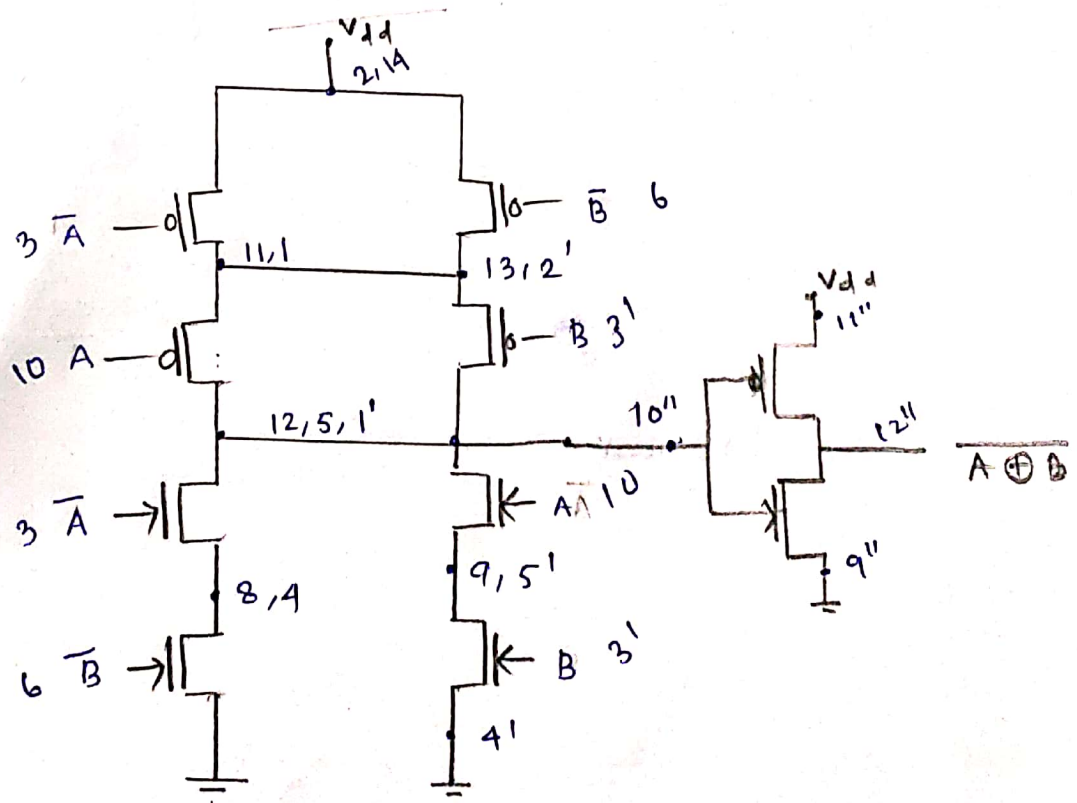 Vdd
2,14
3 A̅
B̅ 6
11,1
13,2'
10 A
B 3'
Vdd
11"
12,5,1'
10"
12"
A ⊕ B
3 A̅
A 10
8,4
9,5'
9"
6 B̅
B 3'
4'